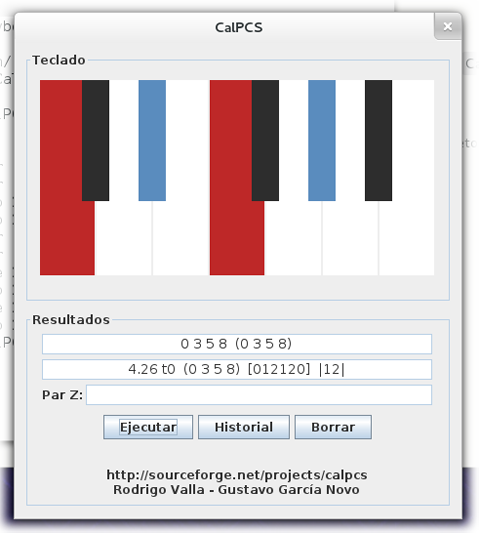 CalPCS
Teclado
Resultados
0 3 5 8 (0 3 5 8)
4.26 t0 (0 3 5 8) [012120] |12|
Par Z:
Ejecutar Historial Borrar
http://sourceforge.net/projects/calpcs
Rodrigo Valla - Gustavo García Novo